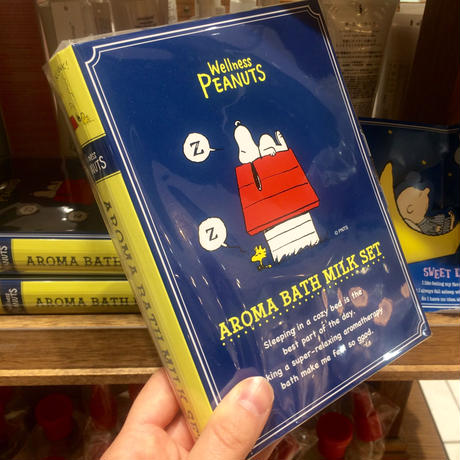 Wellness
PEANUTS
Z
Z
© PNTS
AROMA BATH MILK SET
Sleeping in a cozy bed is the
best part of the day.
king a super-relaxing aromatherapy
bath make me feel so good.
AROMA BATH MILK SE
AROMA BATH
AROMA BATH
SWEET